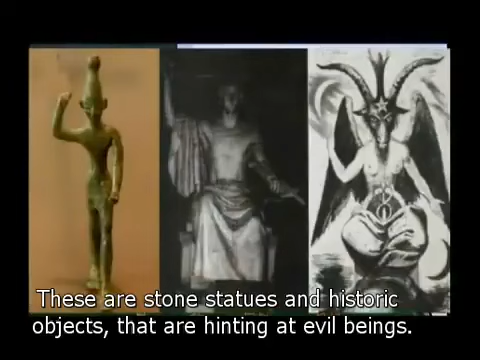 These are stone statues and historic
objects, that are hinting at evil beings.